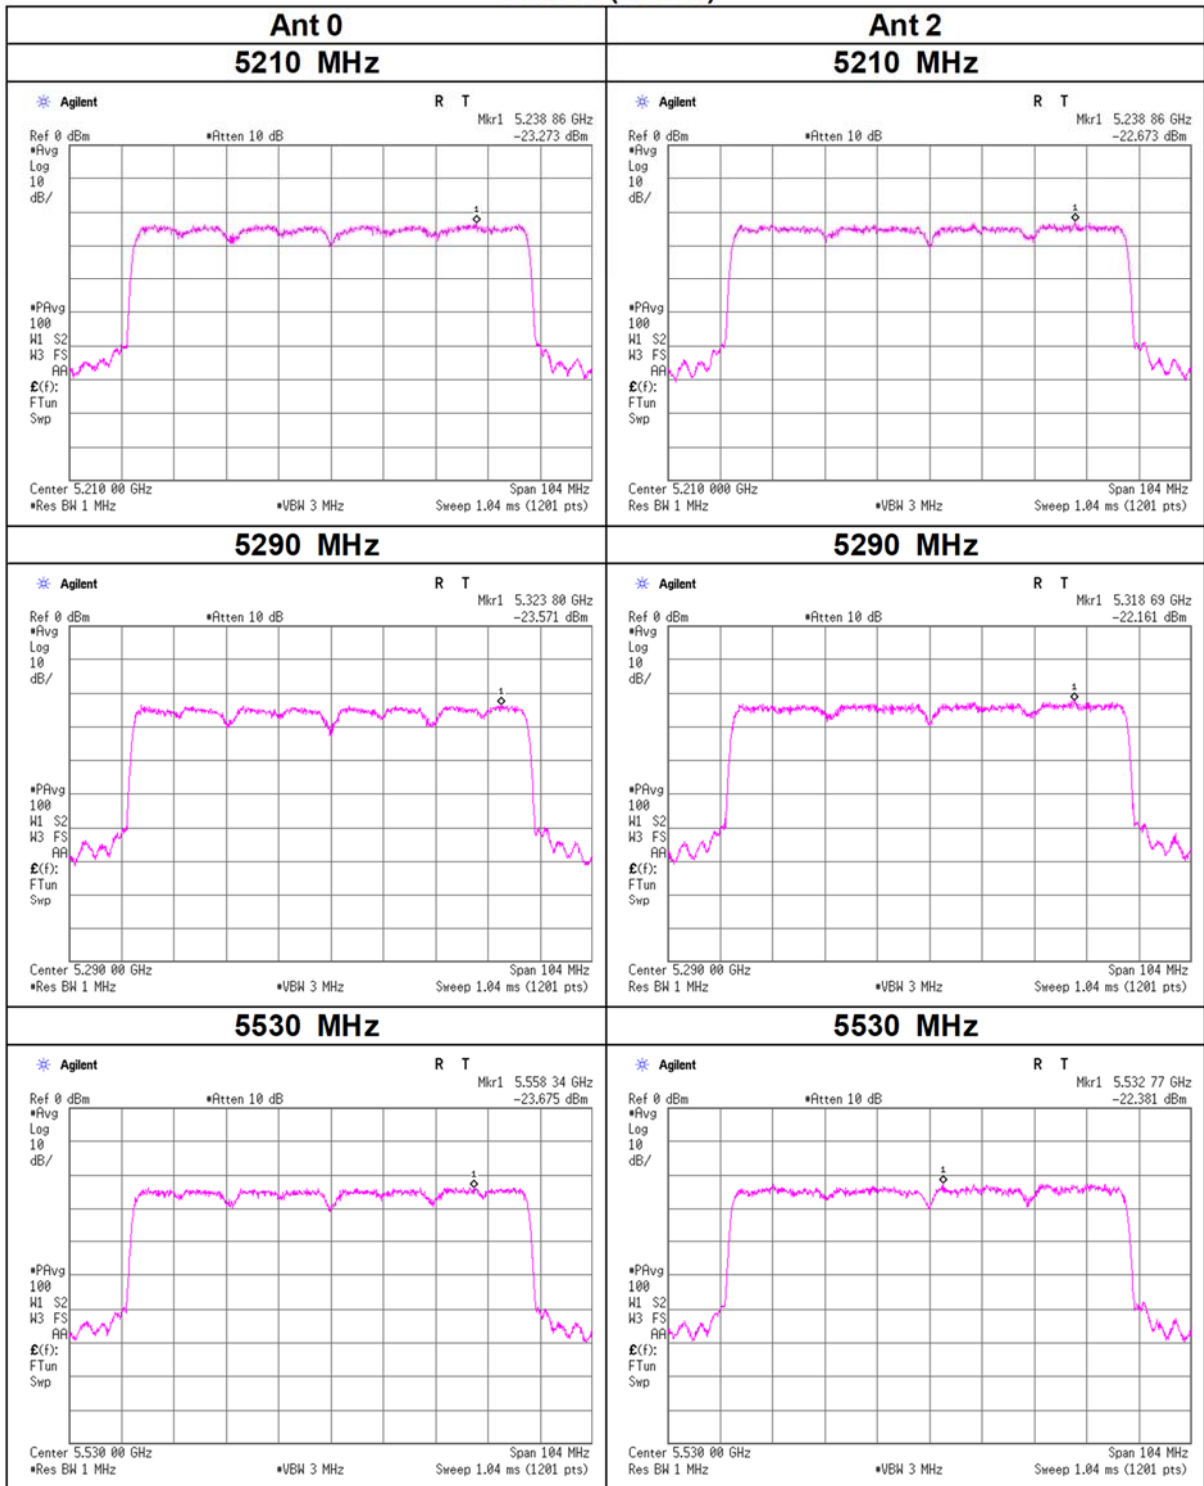 Ant 0
Ant 2
5210 MHz
5210 MHz
Agilent
R T
Mkr1 5.238 86 GHz
Ref 0 dBm
*Atten 10 dB
-23.273 dBm
*Avg
Log
10
dB/
1
*PAvg
100
W1 S2
W3 FS
AA
£(f):
FTun
Swp
Center 5.210 00 GHz
Span 104 MHz
*Res BW 1 MHz
*VBW 3 MHz
Sweep 1.04 ms (1201 pts)
Agilent
R T
Mkr1 5.238 86 GHz
Ref 0 dBm
*Atten 10 dB
-22.673 dBm
*Avg
Log
10
dB/
1
*PAvg
100
W1 S2
W3 FS
AA
£(f):
FTun
Swp
Center 5.210 000 GHz
Span 104 MHz
Res BW 1 MHz
*VBW 3 MHz
Sweep 1.04 ms (1201 pts)
5290 MHz
5290 MHz
Agilent
R T
Mkr1 5.323 80 GHz
Ref 0 dBm
*Atten 10 dB
-23.571 dBm
*Avg
Log
10
dB/
1
*PAvg
100
W1 S2
W3 FS
AA
£(f):
FTun
Swp
Center 5.290 00 GHz
Span 104 MHz
*Res BW 1 MHz
*VBW 3 MHz
Sweep 1.04 ms (1201 pts)
Agilent
R T
Mkr1 5.318 69 GHz
Ref 0 dBm
*Atten 10 dB
-22.161 dBm
*Avg
Log
10
dB/
1
*PAvg
100
W1 S2
W3 FS
AA
£(f):
FTun
Swp
Center 5.290 00 GHz
Span 104 MHz
Res BW 1 MHz
*VBW 3 MHz
Sweep 1.04 ms (1201 pts)
5530 MHz
5530 MHz
Agilent
R T
Mkr1 5.558 34 GHz
Ref 0 dBm
*Atten 10 dB
-23.675 dBm
*Avg
Log
10
dB/
1
*PAvg
100
W1 S2
W3 FS
AA
£(f):
FTun
Swp
Center 5.530 00 GHz
Span 104 MHz
*Res BW 1 MHz
*VBW 3 MHz
Sweep 1.04 ms (1201 pts)
Agilent
R T
Mkr1 5.532 77 GHz
Ref 0 dBm
*Atten 10 dB
-22.381 dBm
*Avg
Log
10
dB/
1
*PAvg
100
W1 S2
W3 FS
AA
£(f):
FTun
Swp
Center 5.530 00 GHz
Span 104 MHz
Res BW 1 MHz
*VBW 3 MHz
Sweep 1.04 ms (1201 pts)